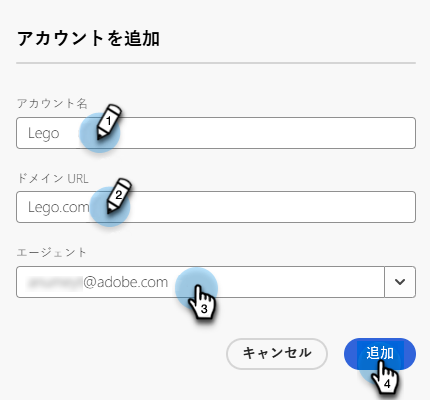 アカウントを追加
アカウント名
Lego
1
ドメイン URL
Lego.com
2
エージェント
@adobe.com
3
キャンセル
追加
4